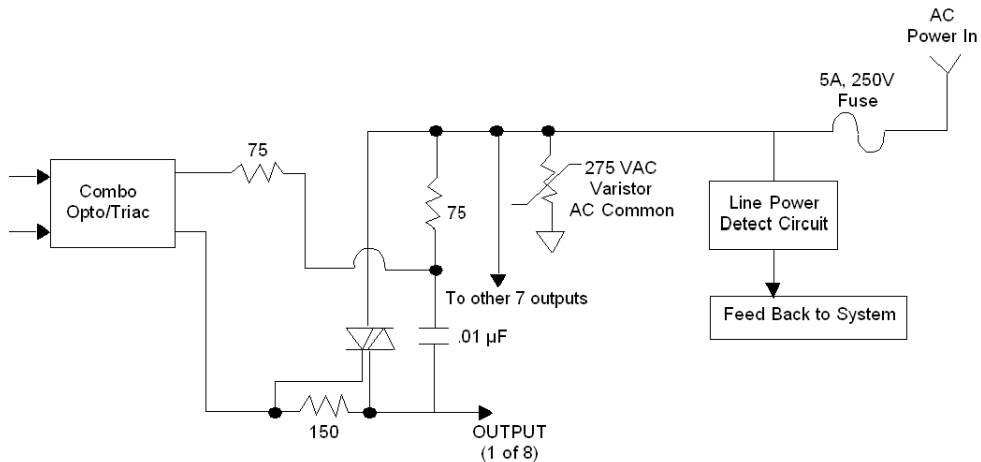 AC
Power In
5A, 250V
Fuse
75
Combo
Opto/Triac
75
275 VAC
Varistor
AC Common
Line Power
Detect Circuit
To other 7 outputs
Feed Back to System
.01 µF
150
OUTPUT
(1 of 8)